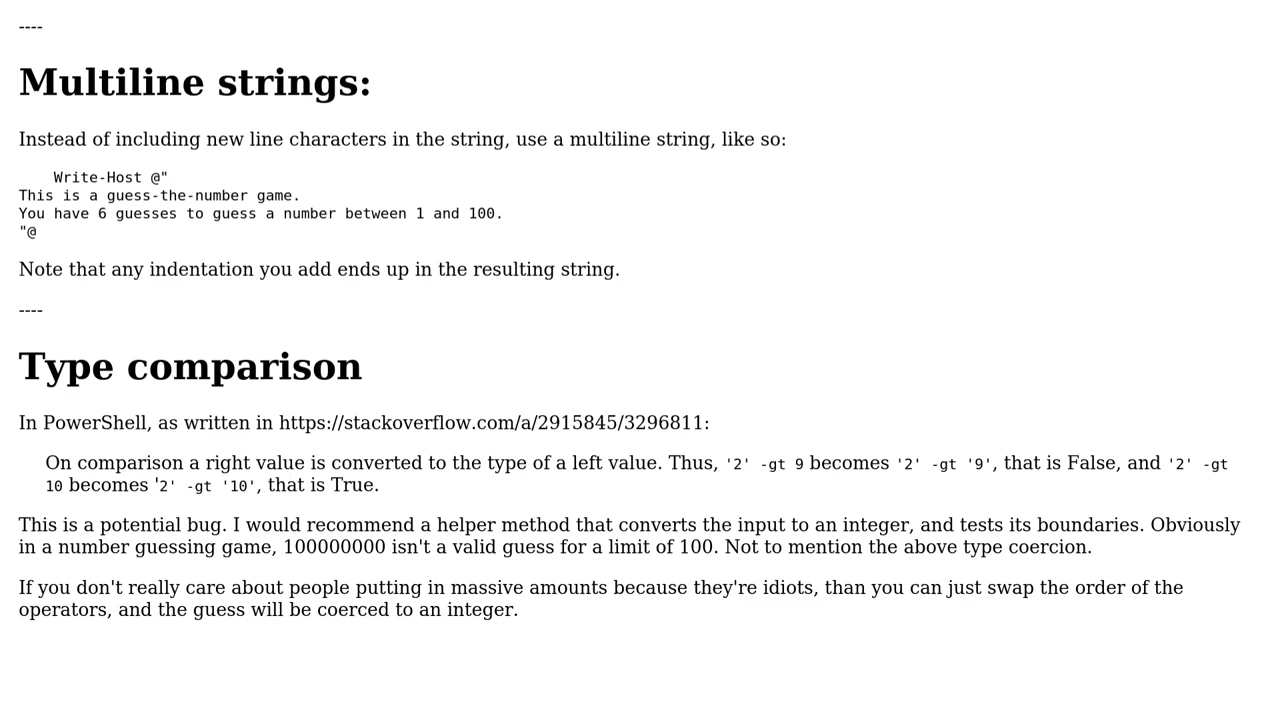 ----
Multiline strings:
Instead of including new line characters in the string, use a multiline string, like so:
    Write-Host @"
This is a guess-the-number game.
You have 6 guesses to guess a number between 1 and 100.
"@
Note that any indentation you add ends up in the resulting string.
----
Type comparison
In PowerShell, as written in https://stackoverflow.com/a/2915845/3296811:
On comparison a right value is converted to the type of a left value. Thus, '2' -gt 9 becomes '2' -gt '9', that is False, and '2' -gt
10 becomes '2' -gt '10', that is True.
This is a potential bug. I would recommend a helper method that converts the input to an integer, and tests its boundaries. Obviously
in a number guessing game, 100000000 isn't a valid guess for a limit of 100. Not to mention the above type coercion.
If you don't really care about people putting in massive amounts because they're idiots, than you can just swap the order of the
operators, and the guess will be coerced to an integer.